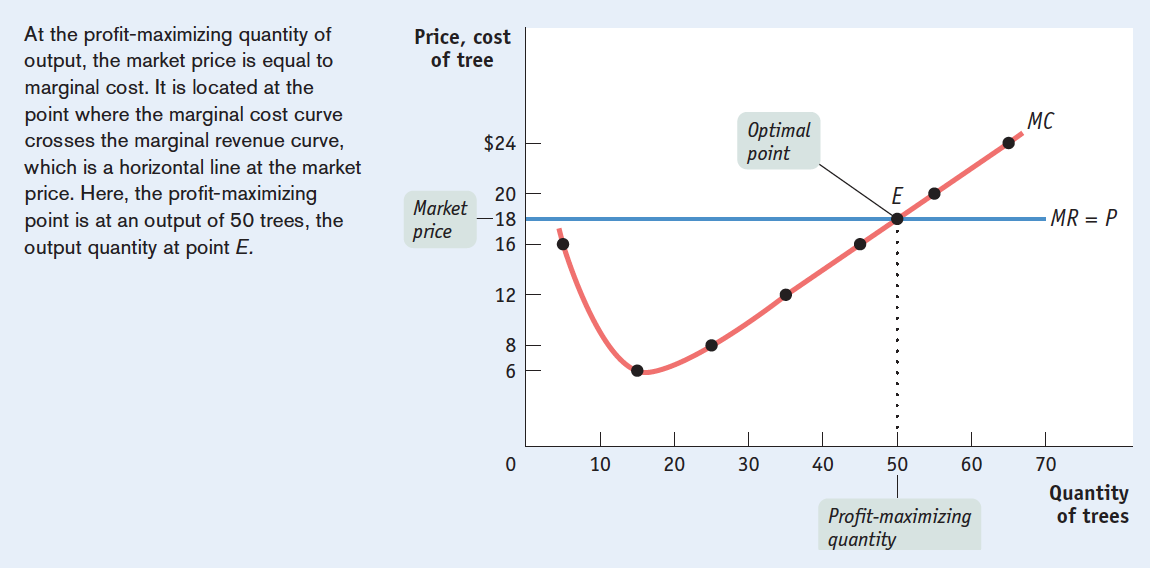 At the profit-maximizing quantity of
output, the market price is equal to
marginal cost. It is located at the
point where the marginal cost curve
crosses the marginal revenue curve,
which is a horizontal line at the market
price. Here, the profit-maximizing
point is at an output of 50 trees, the
output quantity at point E.
Price, cost
of tree
$24
20
18
16
12
8
6
Market
price
Optimal
point
E
MC
MR = P
0
10
20
30
40
50
60
70
Quantity
of trees
Profit-maximizing
quantity